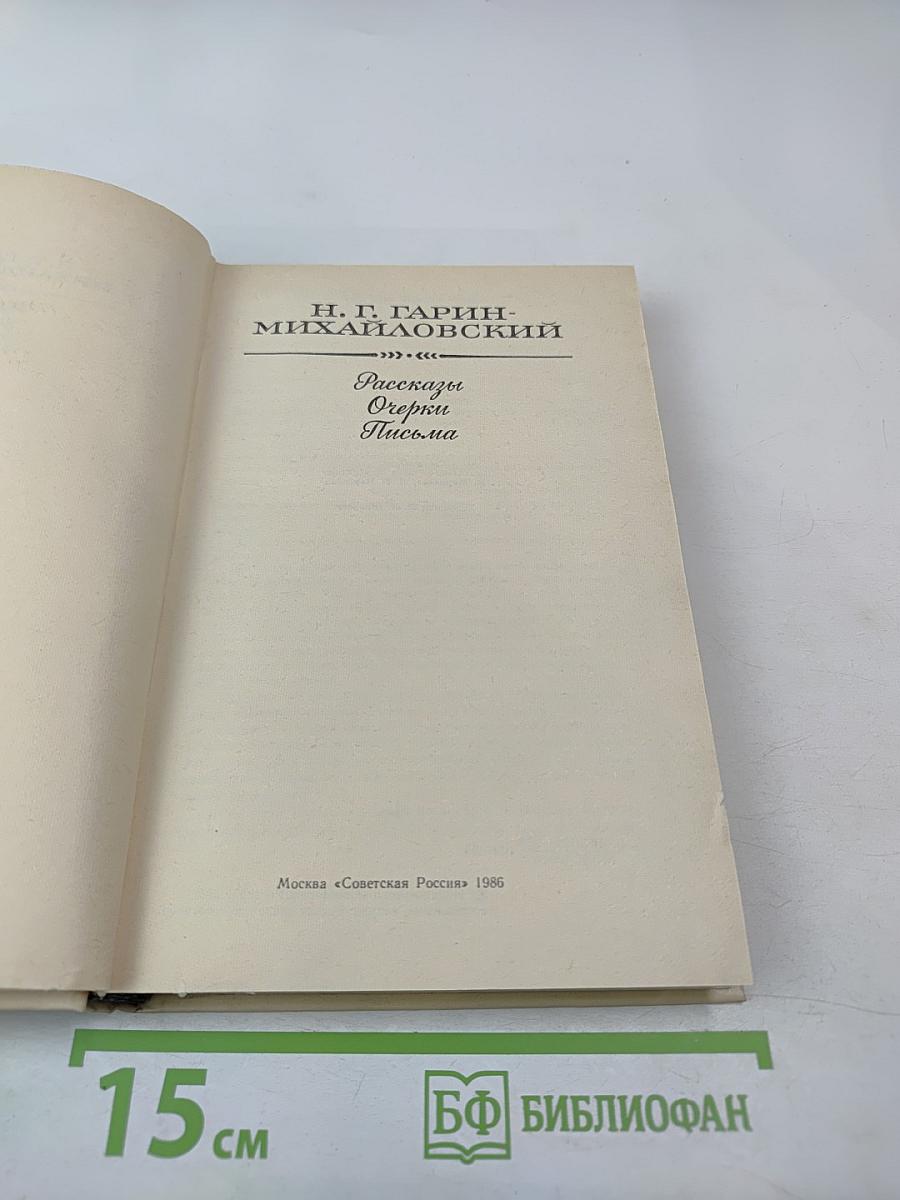 Н. Г. ГАРИН-
МИХАЙЛОВСКИЙ
Рассказы
Очерки
Письма
Москва «Советская Россия» 1986
15 см
БФ БИБЛИОФАН